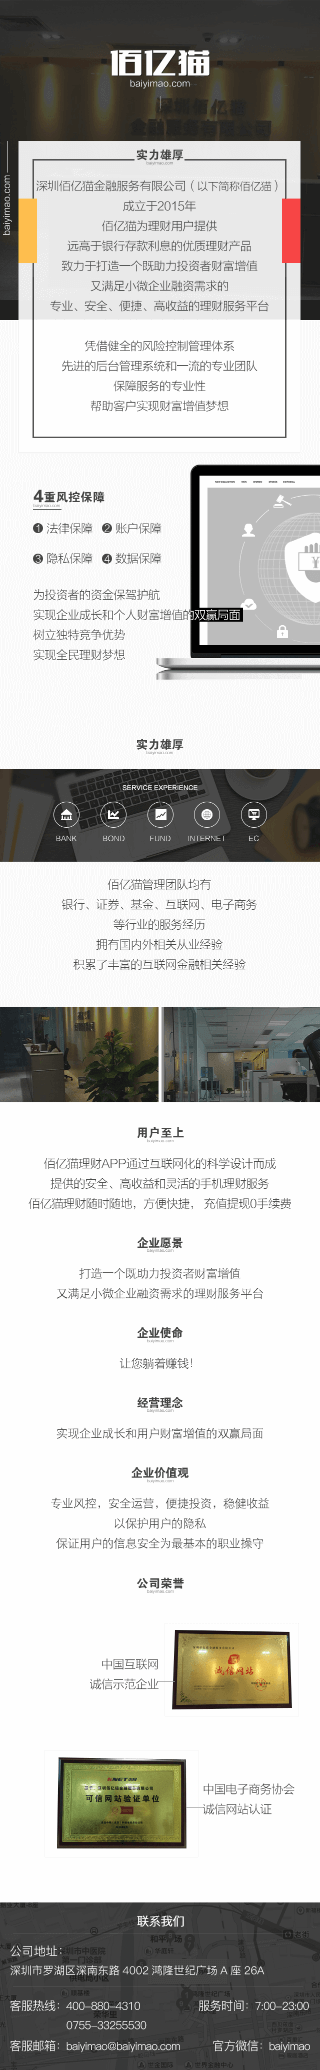 佰亿猫
baiyimao.com
baiyimao.com
实力雄厚
baiyimao.com
深圳佰亿猫金融服务有限公司（以下简称佰亿猫）
成立于2015年
佰亿猫为理财用户提供
远高于银行存款利息的优质理财产品
致力于打造一个既助力投资者财富增值
又满足小微企业融资需求的
专业、安全、便捷、高收益的理财服务平台
凭借健全的风险控制管理体系
先进的后台管理系统和一流的专业团队
保障服务的专业性
帮助客户实现财富增值梦想
4重风控保障
baiyimao.com
1 法律保障 2 账户保障
3 隐私保障 4 数据保障
为投资者的资金保驾护航
实现企业成长和个人财富增值的双赢局面
树立独特竞争优势
实现全民理财梦想
实力雄厚
baiyimao.com
SERVICE EXPERIENCE
BANK BOND FUND INTERNET EC
佰亿猫管理团队均有
银行、证券、基金、互联网、电子商务
等行业的服务经历
拥有国内外相关从业经验
积累了丰富的互联网金融相关经验
用户至上
baiyimao.com
佰亿猫理财APP通过互联网化的科学设计而成
提供的安全、高收益和灵活的手机理财服务
佰亿猫理财随时随地，方便快捷，充值提现0手续费
企业愿景
baiyimao.com
打造一个既助力投资者财富增值
又满足小微企业融资需求的理财服务平台
企业使命
baiyimao.com
让您躺着赚钱！
经营理念
baiyimao.com
实现企业成长和用户财富增值的双赢局面
企业价值观
baiyimao.com
专业风控，安全运营，便捷投资，稳健收益
以保护用户的隐私
保证用户的信息安全为最基本的职业操守
公司荣誉
baiyimao.com
中国互联网
诚信示范企业
诚信网站
可信网站验证单位
中国电子商务协会
诚信网站认证
联系我们
公司地址：
深圳市罗湖区深南东路 4002 鸿隆世纪广场 A 座 26A
客服热线：400-880-4310 服务时间：7:00-23:00
0755-33255530
客服邮箱：baiyimao@baiyimao.com 官方微信：baiyimao